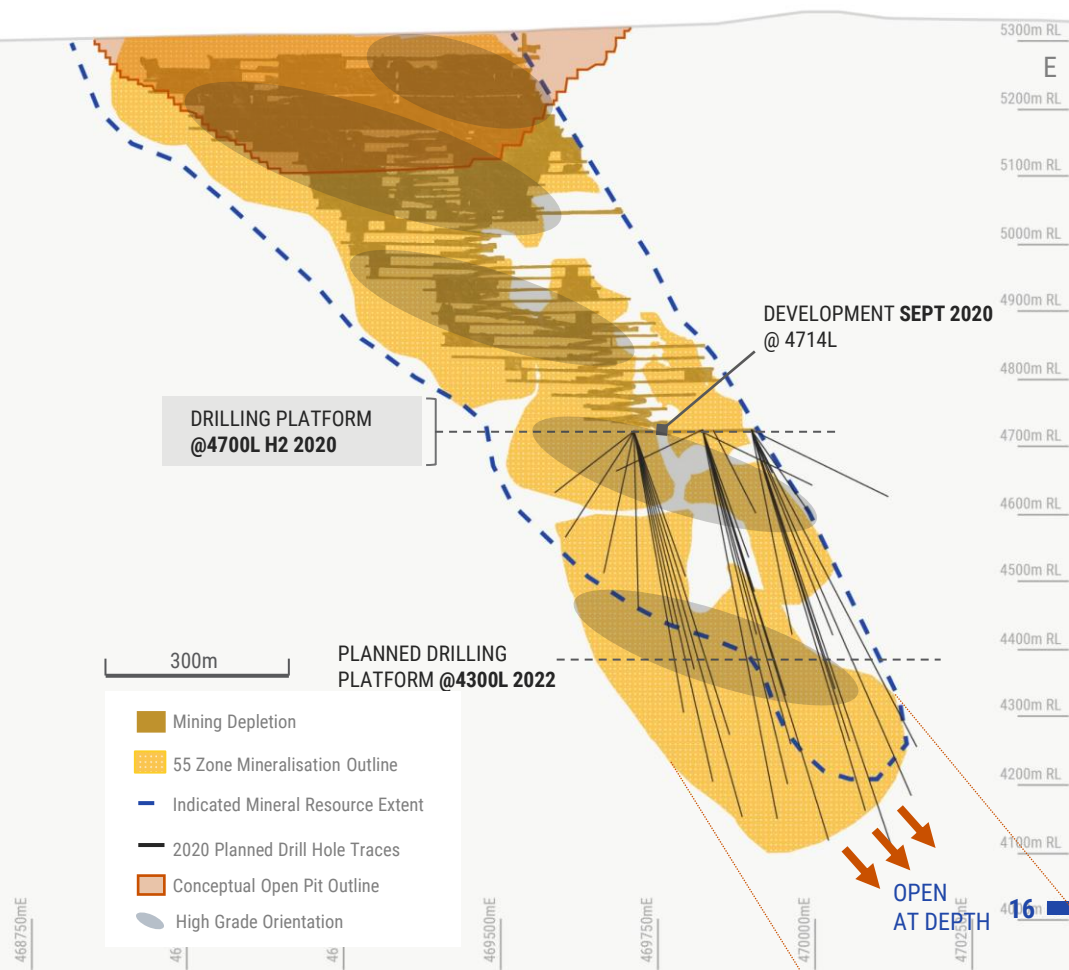 5300m RL
E
5200m RL
5100m RL
5000m RL
4900m RL
DEVELOPMENT SEPT 2020
@ 4714L
4800m RL
DRILLING PLATFORM
@4700L H2 2020
4700m RL
4600m RL
4500m RL
4400m RL
300m
PLANNED DRILLING
PLATFORM @4300L 2022
4300m RL
Mining Depletion
55 Zone Mineralisation Outline
Indicated Mineral Resource Extent
2020 Planned Drill Hole Traces
Conceptual Open Pit Outline
High Grade Orientation
4200m RL
4100m RL
OPEN
AT DEPTH
16
468750mE
46
46
469500mE
469750mE
470000mE
470250mE